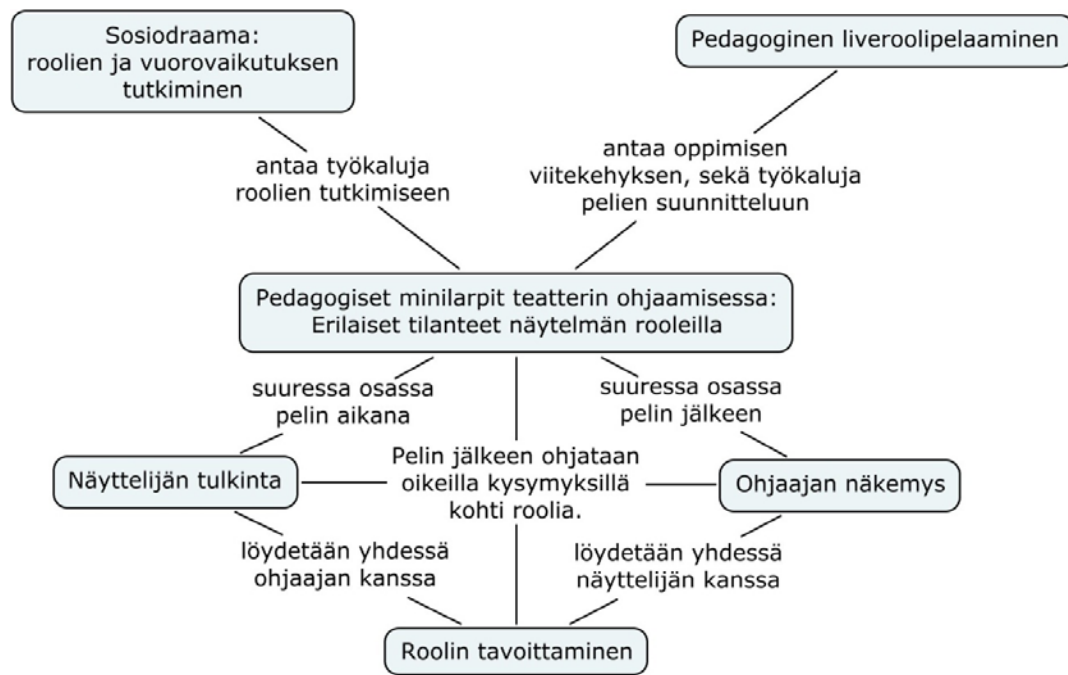 Sosiodraama:
roolien ja vuorovaikutuksen
tutkiminen
Pedagoginen liveroolipelaaminen
antaa työkaluja
roolien tutkimiseen
antaa oppimisen
viitekehyksen, sekä työkaluja
pelien suunnitteluun
Pedagogiset minilarpit teatterin ohjaamisessa:
Erilaiset tilanteet näytelmän rooleilla
suuressa osassa
pelin aikana
suuressa osassa
pelin jälkeen
Näyttelijän tulkinta
Pelin jälkeen ohjataan
oikeilla kysymyksillä
kohti roolia.
Ohjaajan näkemys
löydetään yhdessä
ohjaajan kanssa
löydetään yhdessä
näyttelijän kanssa
Roolin tavoittaminen